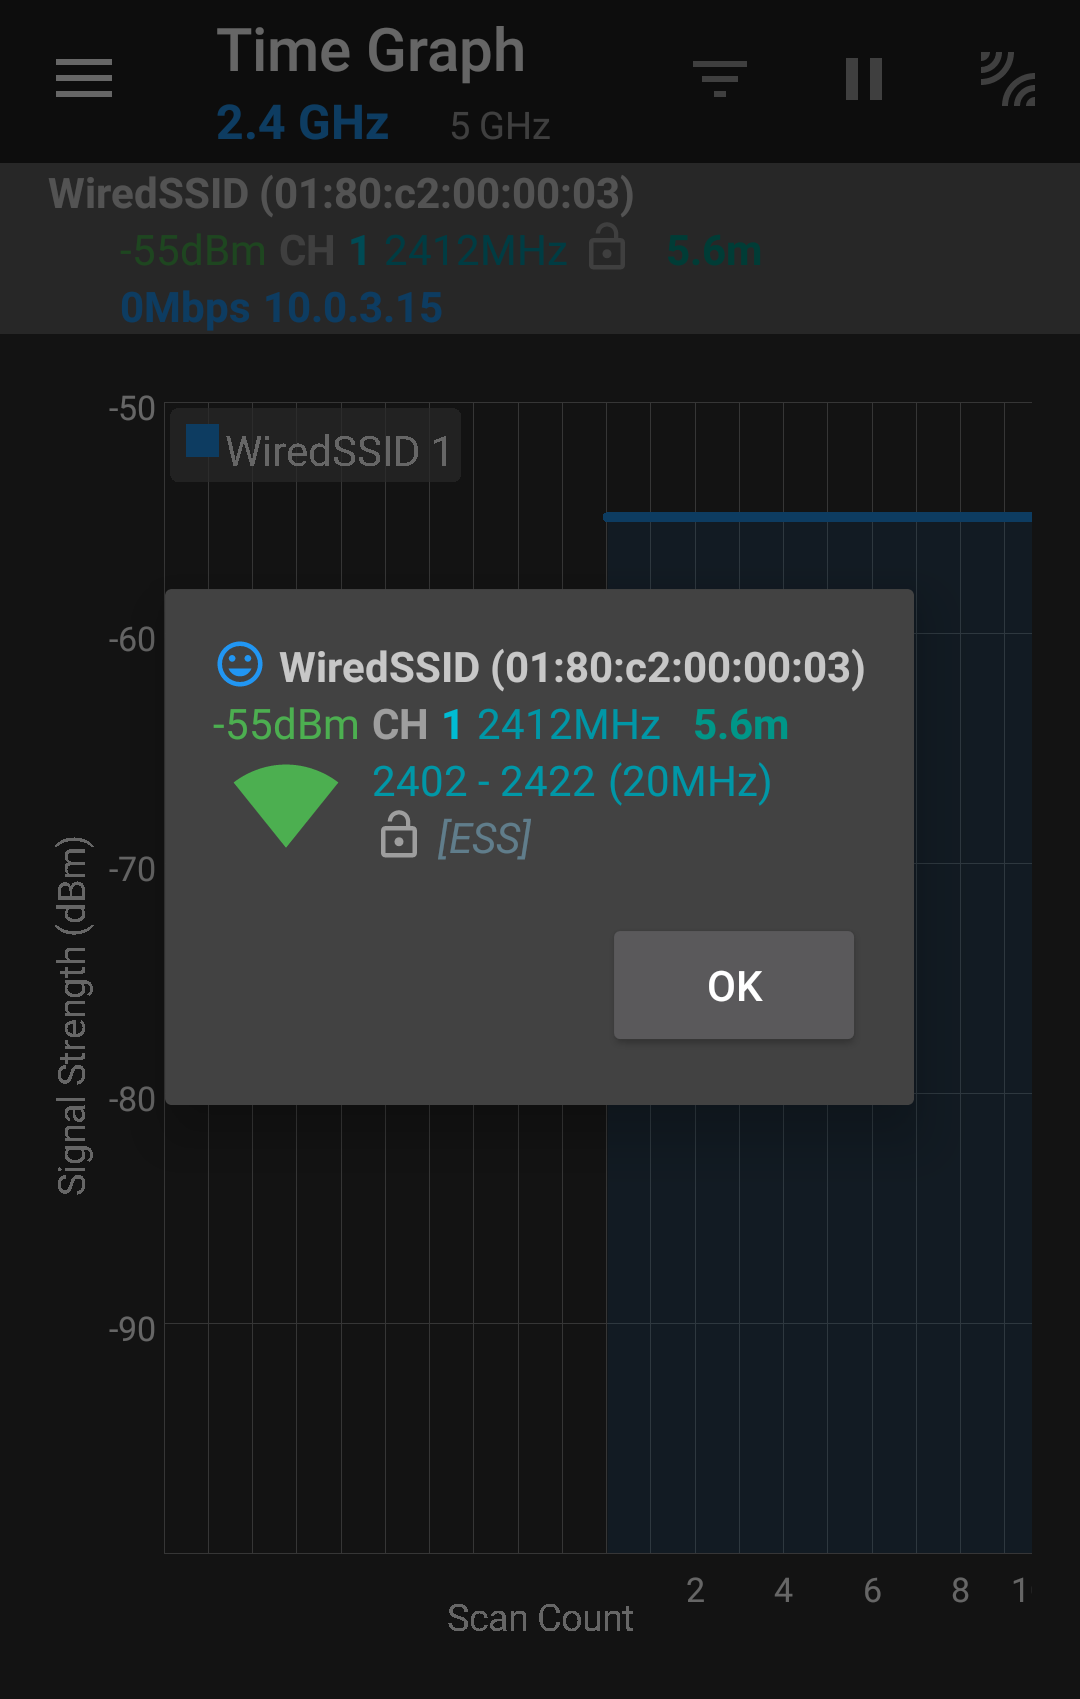 Time Graph
2.4 GHz 5 GHz
WiredSSID (01:80:c2:00:00:03)
-55dBm CH 1 2412MHz 5.6m
0Mbps 10.0.3.15
-50
WiredSSID 1
-60
WiredSSID (01:80:c2:00:00:03)
-55dBm CH 1 2412MHz 5.6m
2402 - 2422 (20MHz)
[ESS]
-70
OK
-80
Signal Strength (dBm)
-90
2 4 6 8
Scan Count